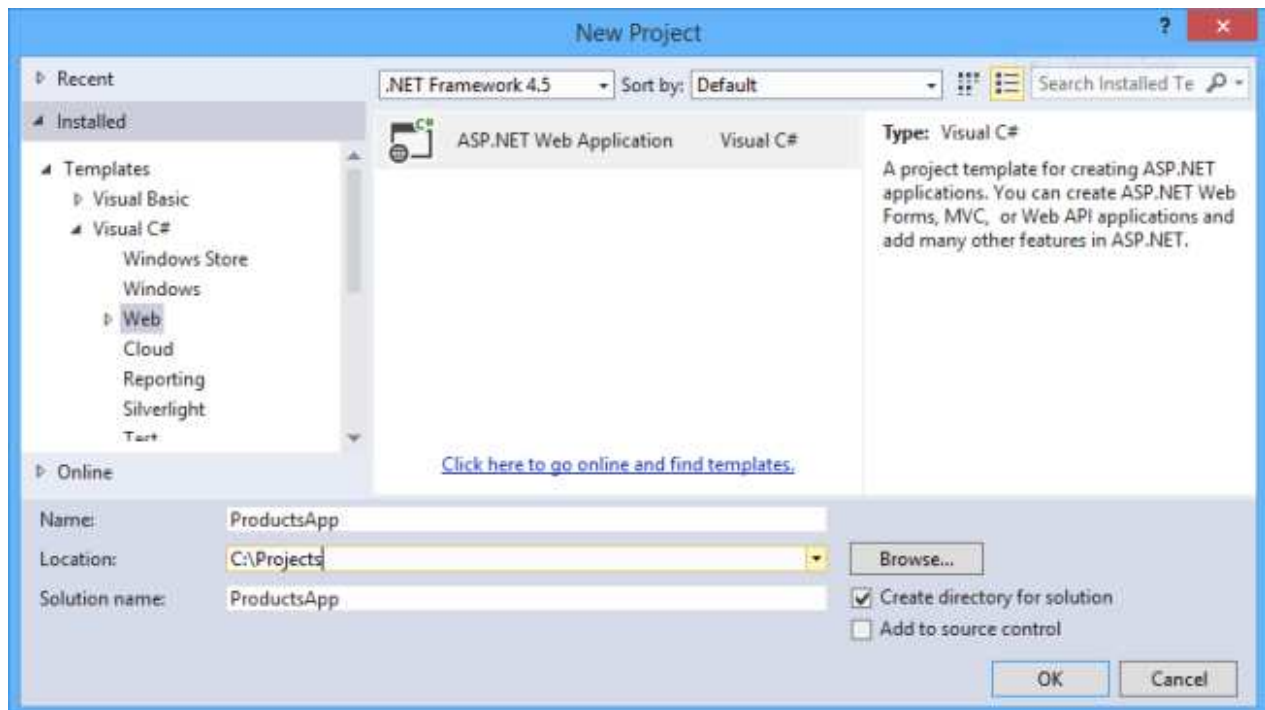 New Project
?
Recent
Installed
Templates
Visual Basic
Visual C#
Windows Store
Windows
Web
Cloud
Reporting
Silverlight
Test
Online
.NET Framework 4.5
Sort by: Default
Search Installed Te
ASP.NET Web Application Visual C#
Click here to go online and find templates.
Type: Visual C#
A project template for creating ASP.NET
applications. You can create ASP.NET Web
Forms, MVC, or Web API applications and
add many other features in ASP.NET.
Name: ProductsApp
Location: C:\Projects
Browse...
Solution name: ProductsApp
Create directory for solution
Add to source control
OK
Cancel